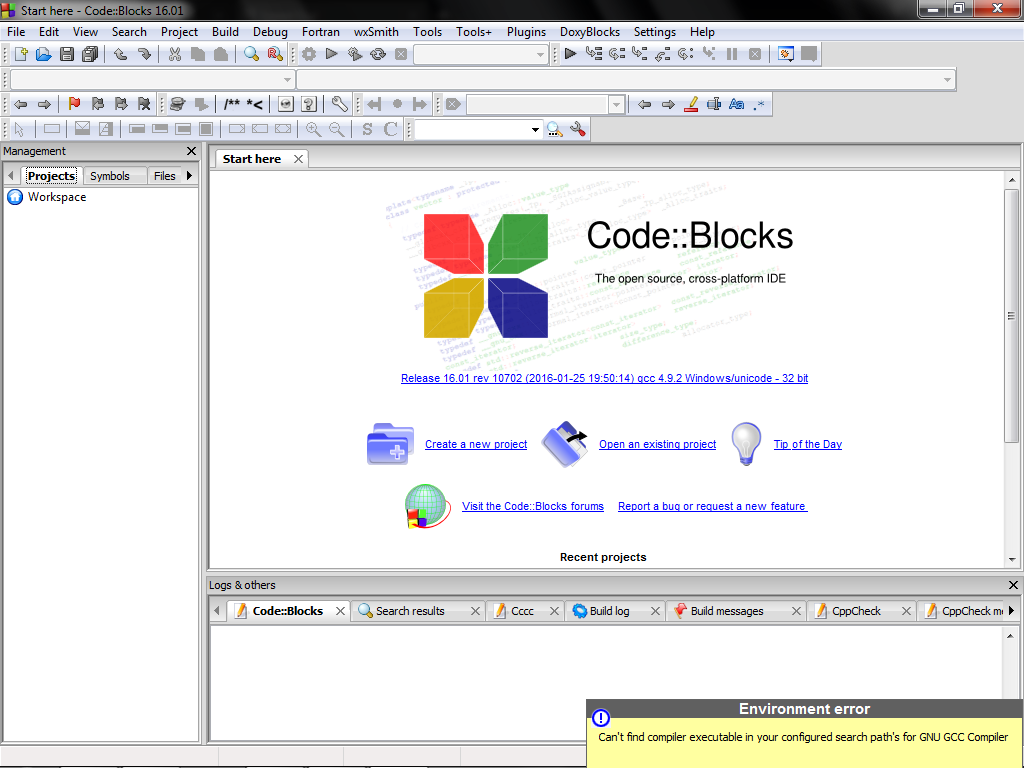 Start here - Code::Blocks 16.01
File Edit View Search Project Build Debug Fortran wxSmith Tools Tools+ Plugins DoxyBlocks Settings Help
/** *<
Aa .*
S C
Management
Projects Symbols Files
Workspace
Start here
Code::Blocks
The open source, cross-platform IDE
Release 16.01 rev 10702 (2016-01-25 19:50:14) gcc 4.9.2 Windows/unicode - 32 bit
Create a new project Open an existing project Tip of the Day
Visit the Code::Blocks forums Report a bug or request a new feature
Recent projects
Logs & others
Code::Blocks Search results Cccc Build log Build messages CppCheck CppCheck
Environment error
Can't find compiler executable in your configured search path's for GNU GCC Compiler